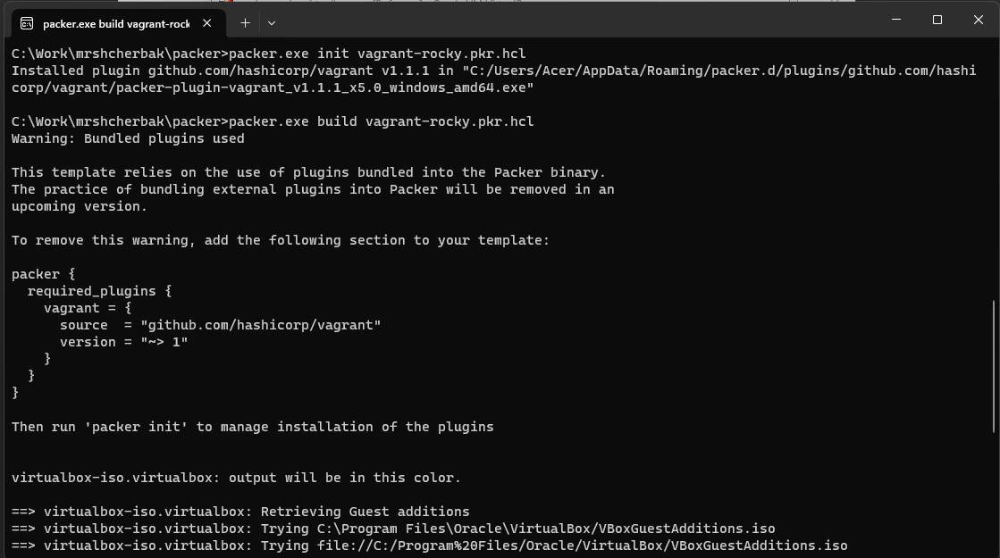 packer.exe build vagrant-rock
C:\Work\mrshcherbak\packer>packer.exe init vagrant-rocky.pkr.hcl
Installed plugin github.com/hashicorp/vagrant v1.1.1 in "C:/Users/Acer/AppData/Roaming/packer.d/plugins/github.com/hashi
corp/vagrant/packer-plugin-vagrant_v1.1.1_x5.0_windows_amd64.exe"
C:\Work\mrshcherbak\packer>packer.exe build vagrant-rocky.pkr.hcl
Warning: Bundled plugins used
This template relies on the use of plugins bundled into the Packer binary.
The practice of bundling external plugins into Packer will be removed in an
upcoming version.
To remove this warning, add the following section to your template:
packer {
  required_plugins {
    vagrant = {
      source  = "github.com/hashicorp/vagrant"
      version = "~> 1"
    }
  }
}
Then run 'packer init' to manage installation of the plugins
virtualbox-iso.virtualbox: output will be in this color.
==> virtualbox-iso.virtualbox: Retrieving Guest additions
==> virtualbox-iso.virtualbox: Trying C:\Program Files\Oracle\VirtualBox/VBoxGuestAdditions.iso
==> virtualbox-iso.virtualbox: Trying file://C:/Program%20Files/Oracle/VirtualBox/VBoxGuestAdditions.iso